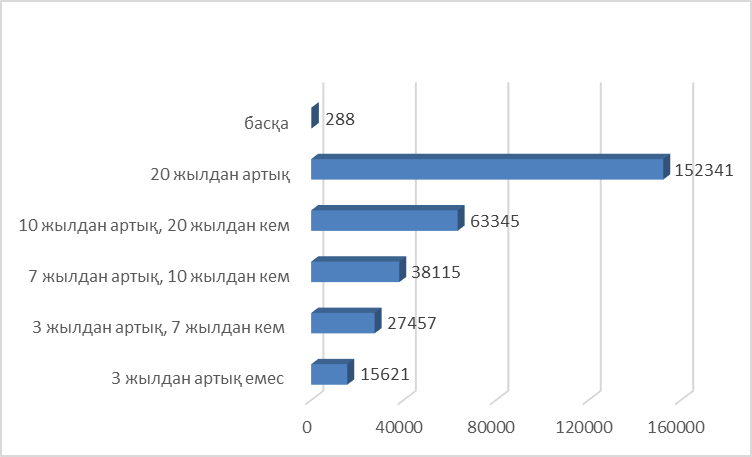 басқа 288
20 жылдан артық 152341
10 жылдан артық, 20 жылдан кем 63345
7 жылдан артық, 10 жылдан кем 38115
3 жылдан артық, 7 жылдан кем 27457
3 жылдан артық емес 15621
0 40000 80000 120000 160000